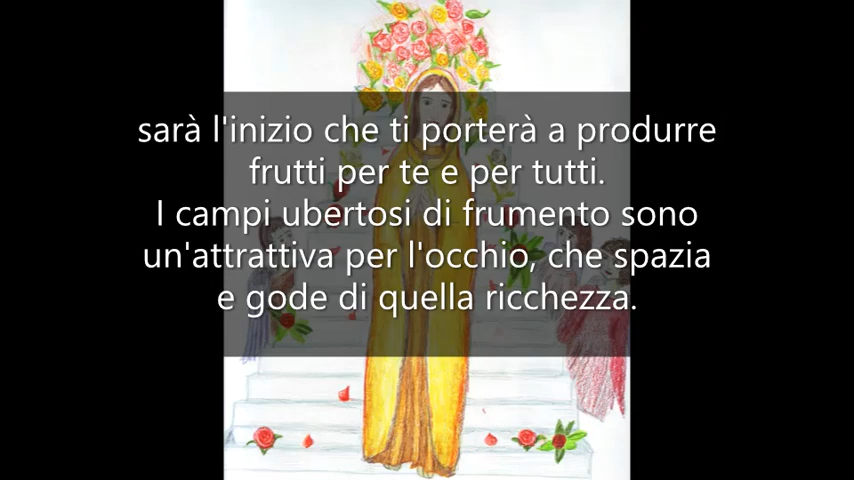 sarà l'inizio che ti porterà a produrre
frutti per te e per tutti.
I campi ubertosi di frumento sono
un'attrattiva per l'occhio, che spazia
e gode di quella ricchezza.